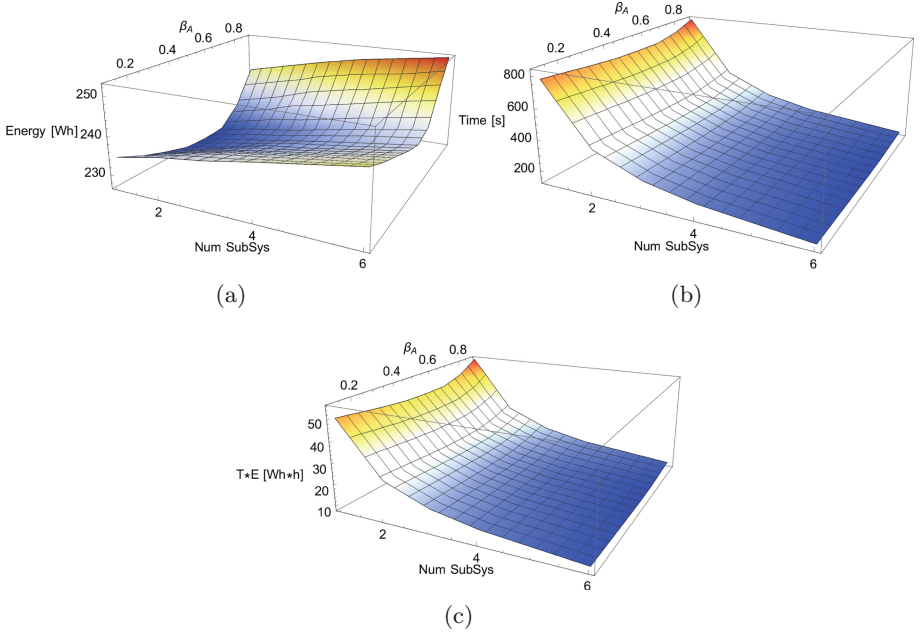 β_A
0.2 0.4 0.6 0.8
250
240
230
Energy [Wh]
2 4 6
Num SubSys
(a)
β_A
0.2 0.4 0.6 0.8
800
600
400
200
Time [s]
2 4 6
Num SubSys
(b)
β_A
0.2 0.4 0.6 0.8
50
40
30
20
10
T*E [Wh*h]
2 4 6
Num SubSys
(c)